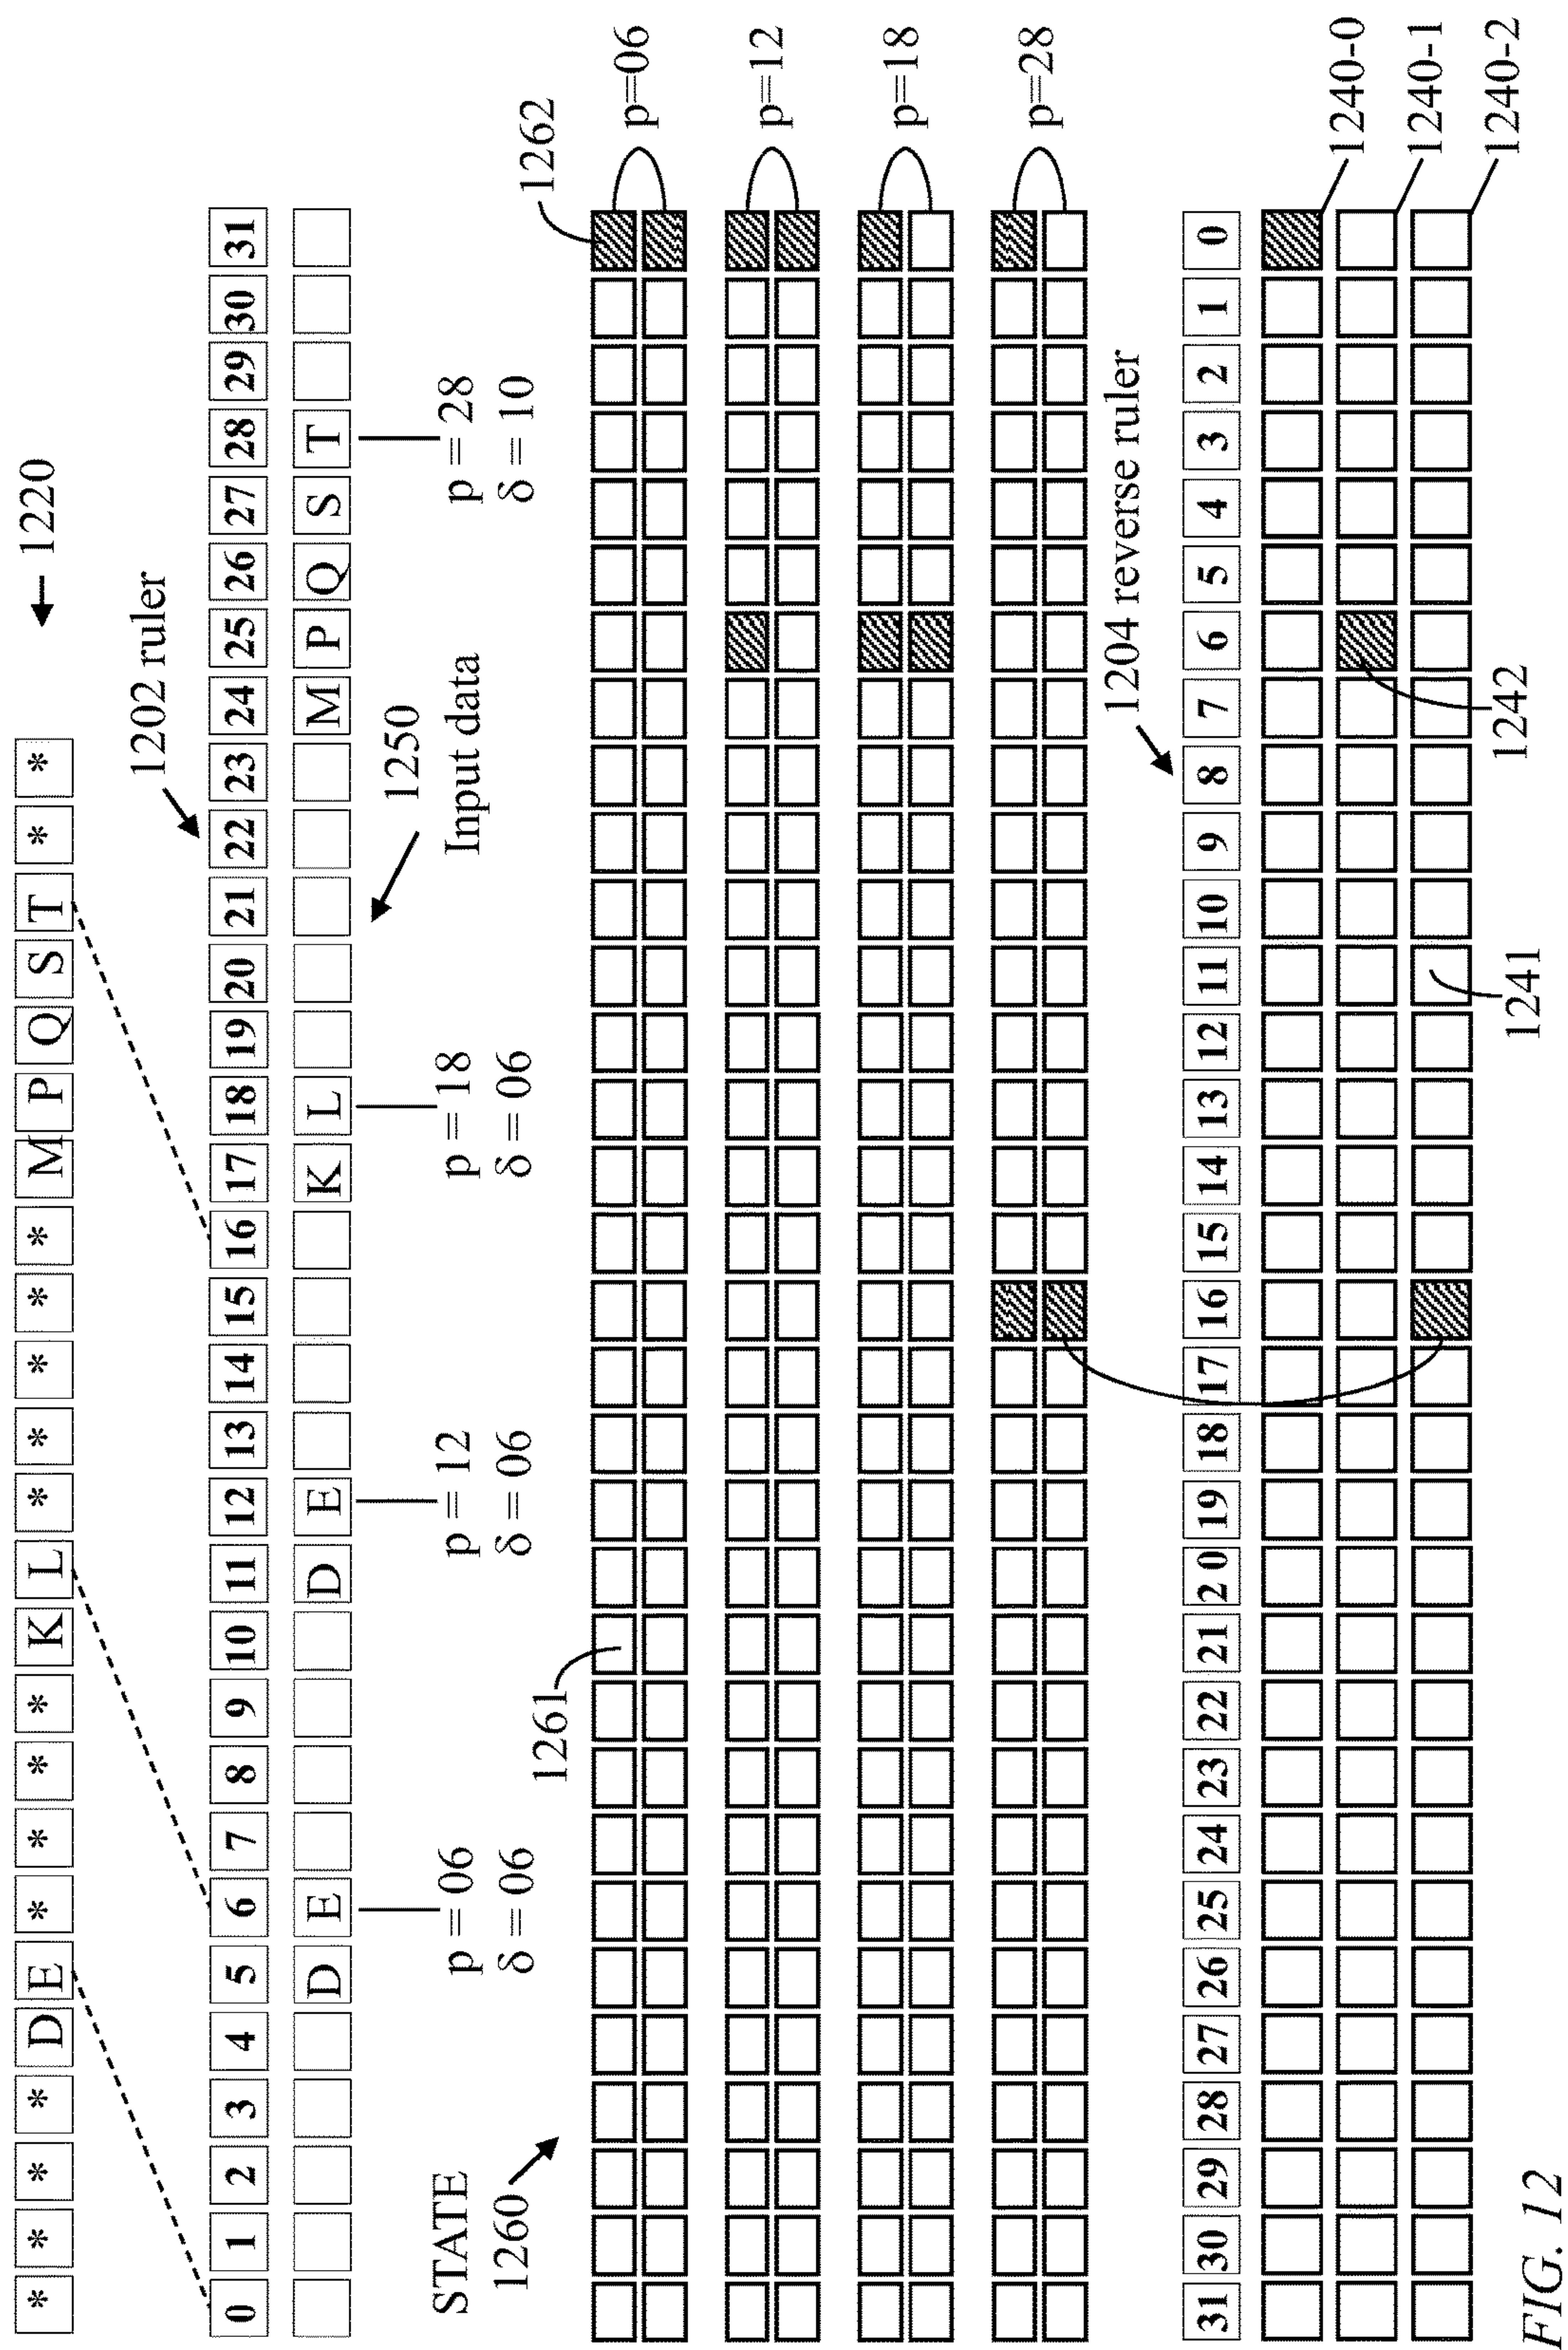 * * * * D E * * * * K L * * * * * M P Q S T * * ← 1220
1202 ruler
0 1 2 3 4 5 6 7 8 9 10 11 12 13 14 15 16 17 18 19 20 21 22 23 24 25 26 27 28 29 30 31
D E D E K L M P Q S T
1250
Input data
p = 06 p = 12 p = 18 p = 28
δ = 06 δ = 06 δ = 06 δ = 10
STATE
1260
1261
1262
p=06
p=12
p=18
p=28
1204 reverse ruler
31 30 29 28 27 26 25 24 23 22 21 20 19 18 17 16 15 14 13 12 11 10 9 8 7 6 5 4 3 2 1 0
1240-0
1240-1
1240-2
1241
1242
FIG. 12